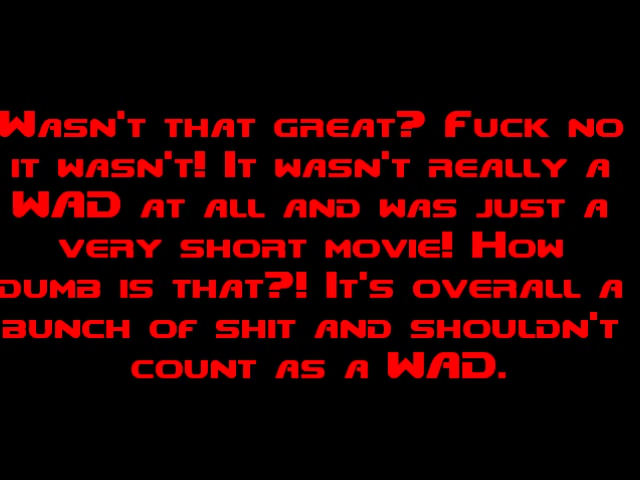 Wasn't that great? Fuck no
it wasn't! It wasn't really a
WAD at all and was just a
very short movie! How
dumb is that?! It's overall a
bunch of shit and shouldn't
count as a WAD.